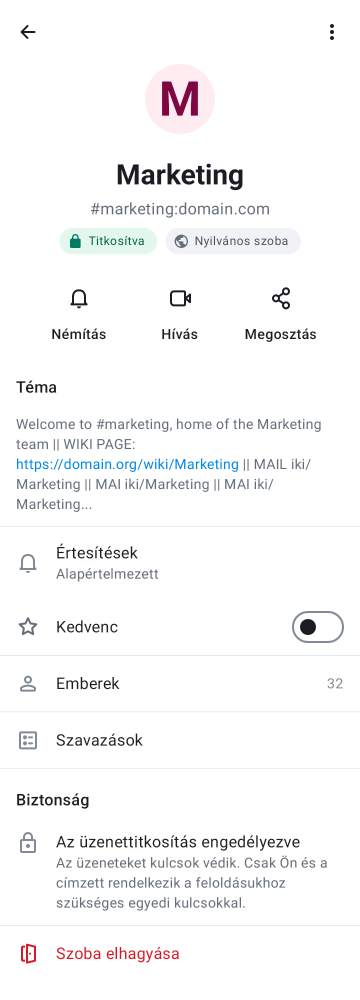 M
Marketing
#marketing:domain.com
Titkosítva
Nyilvános szoba
Némítás
Hívás
Megosztás
Téma
Welcome to #marketing, home of the Marketing
team || WIKI PAGE:
https://domain.org/wiki/Marketing || MAIL iki/
Marketing || MAI iki/Marketing || MAI iki/
Marketing...
Értesítések
Alapértelmezett
Kedvenc
Emberek 32
Szavazások
Biztonság
Az üzenettitkosítás engedélyezve
Az üzeneteket kulcsok védik. Csak Ön és a
címzett rendelkezik a feloldásukhoz
szükséges egyedi kulcsokkal.
Szoba elhagyása